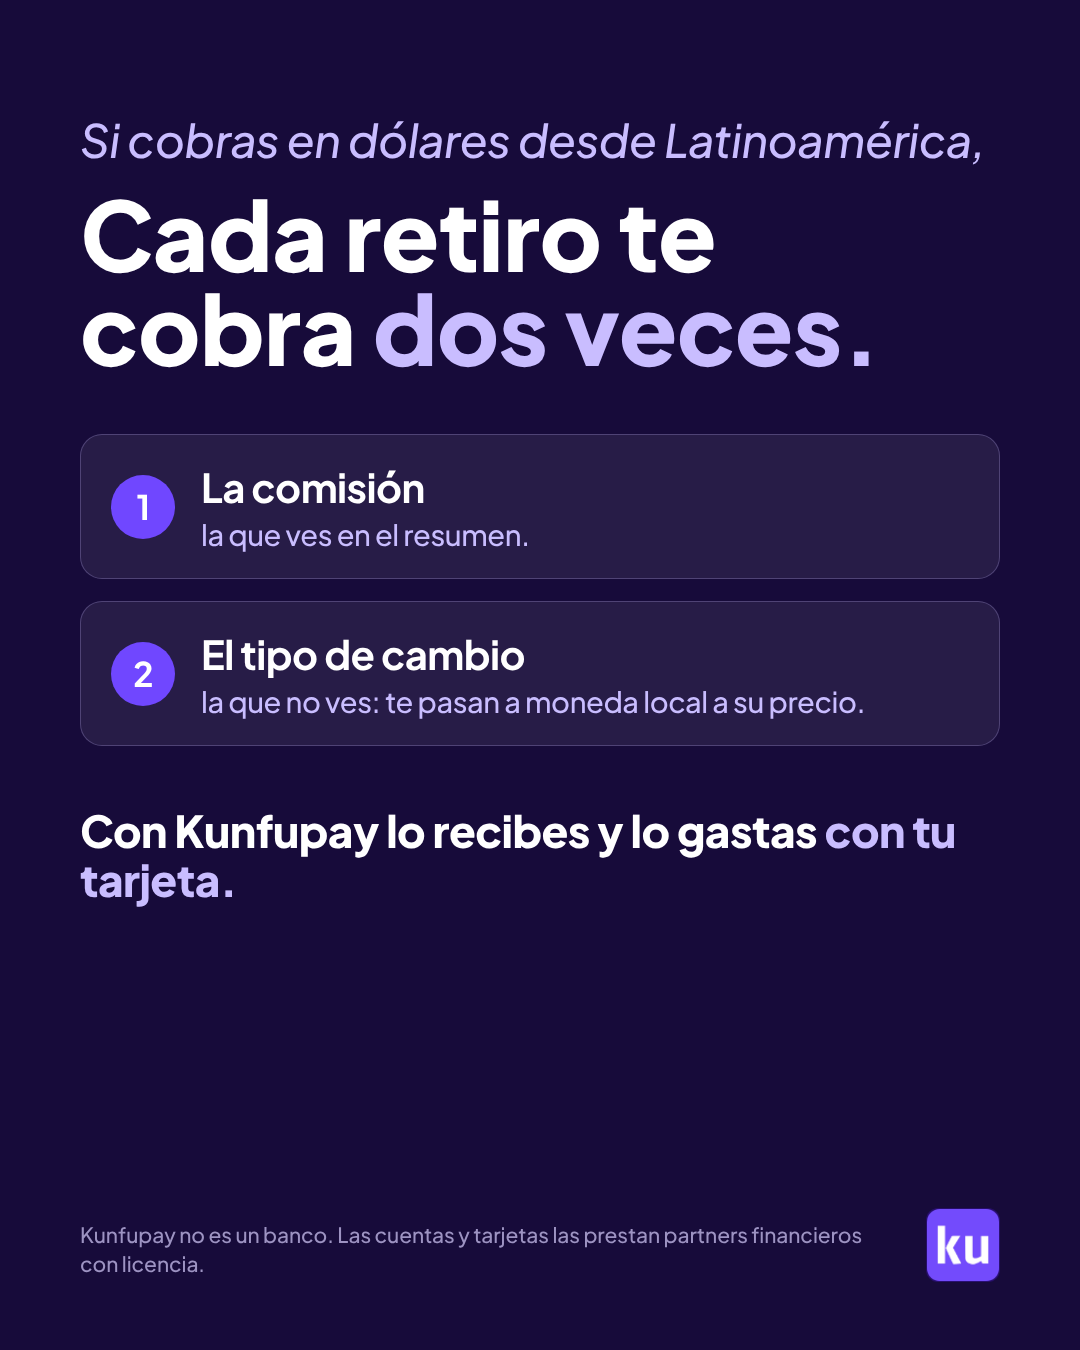 Si cobras en dólares desde Latinoamérica,
Cada retiro te
cobra dos veces.
1
La comisión
la que ves en el resumen.
2
El tipo de cambio
la que no ves: te pasan a moneda local a su precio.
Con Kunfupay lo recibes y lo gastas con tu
tarjeta.
Kunfupay no es un banco. Las cuentas y tarjetas las prestan partners financieros
con licencia.
ku